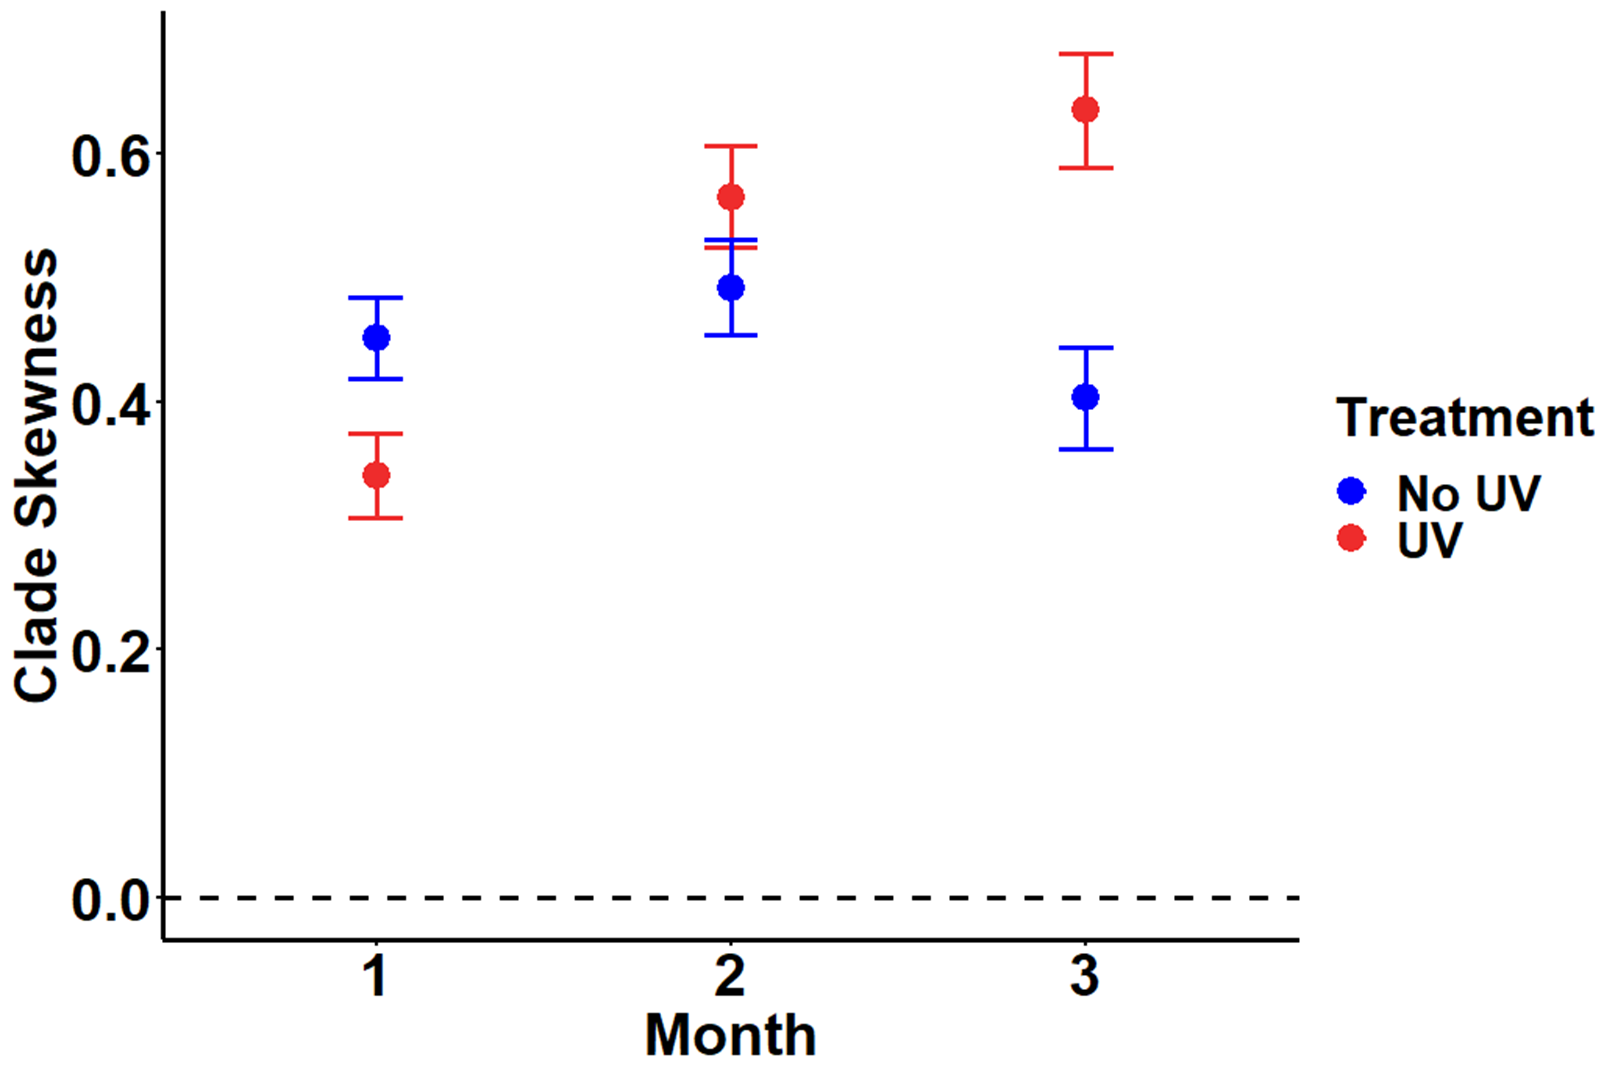 Clade Skewness
0.6
0.4
0.2
0.0
1 2 3
Month
Treatment
No UV
UV